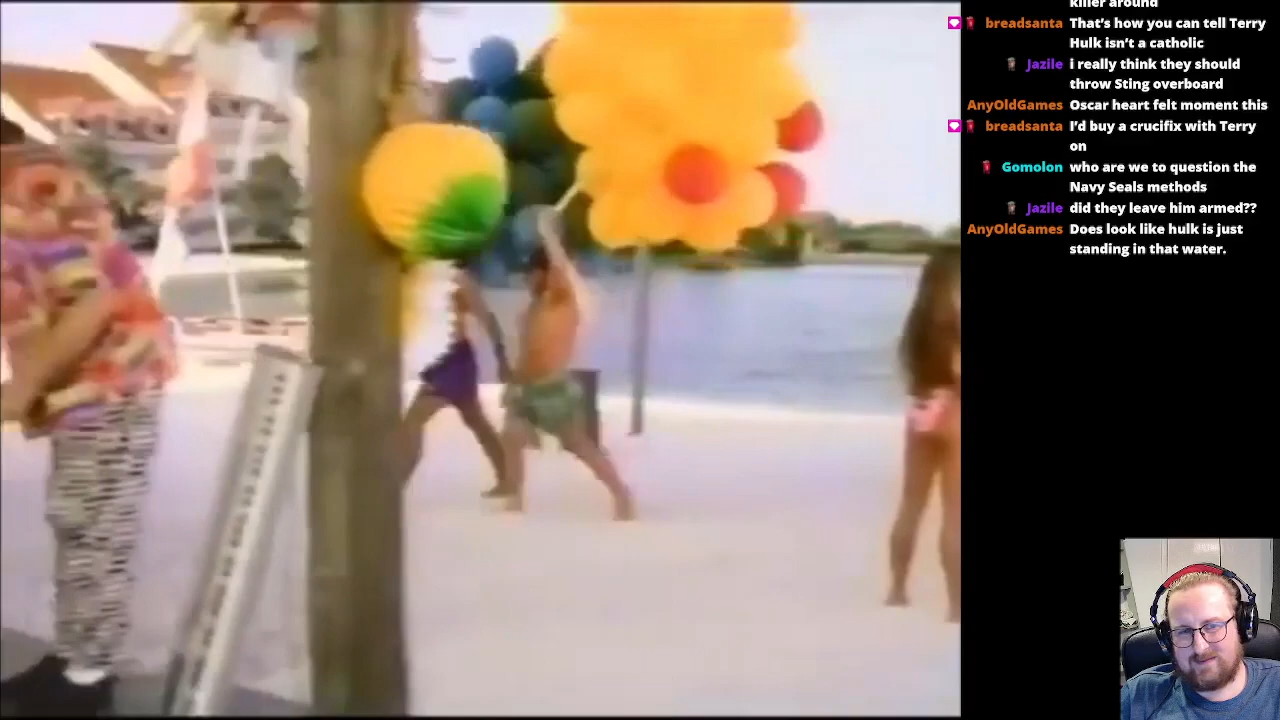 killer around
breadsanta That's how you can tell Terry
Hulk isn't a catholic
Jazile i really think they should
throw Sting overboard
AnyOldGames Oscar heart felt moment this
breadsanta I'd buy a crucifix with Terry
on
Gomolon who are we to question the
Navy Seals methods
Jazile did they leave him armed??
AnyOldGames Does look like hulk is just
standing in that water.